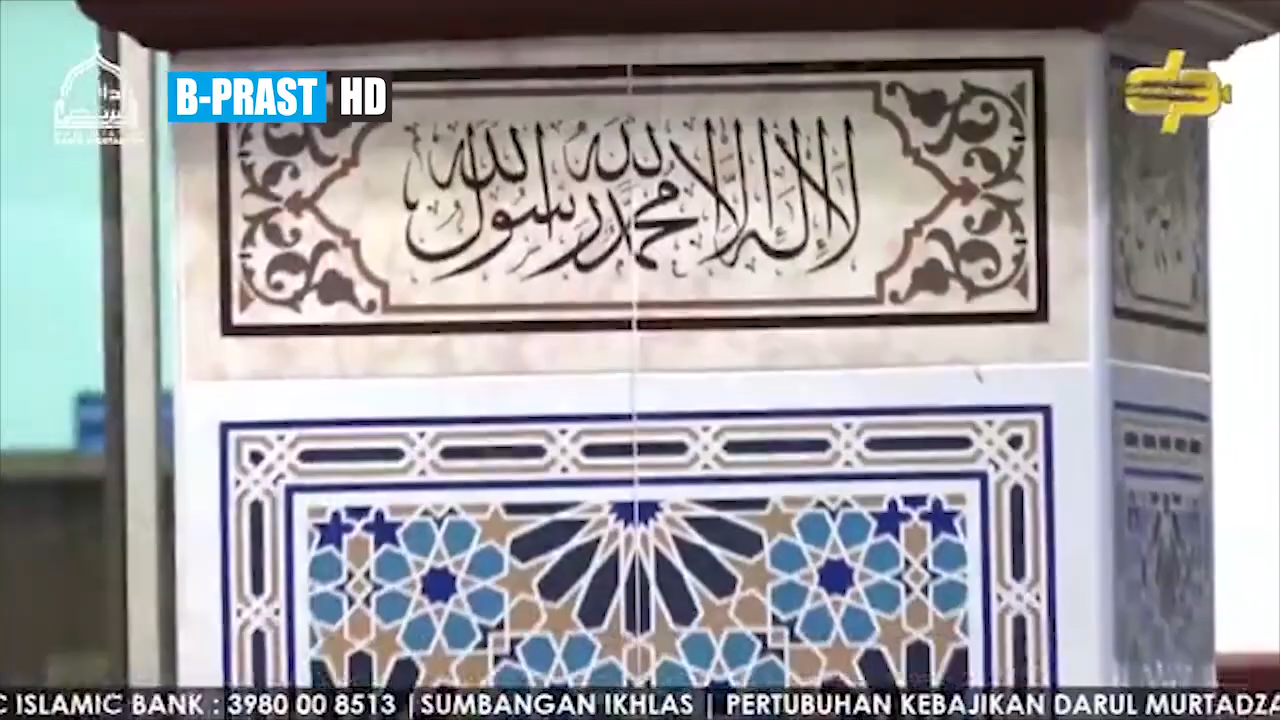 B-PRAST HD
لا إله إلا الله محمد رسول الله
C ISLAMIC BANK : 3980 00 8513 | SUMBANGAN IKHLAS | PERTUBUHAN KEBAJIKAN DARUL MURTADZA